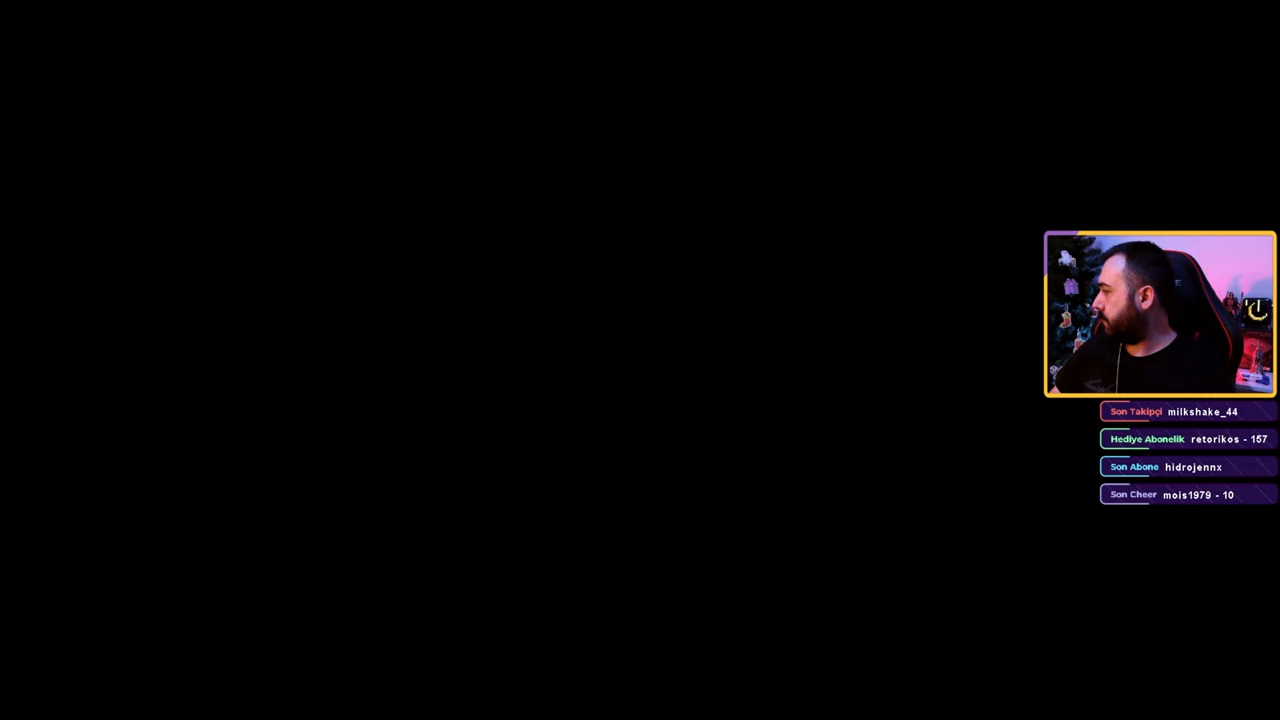 Son Takipçi milkshake_44
Hediye Abonelik retorikos - 157
Son Abone hidrojennx
Son Cheer mois1979 - 10